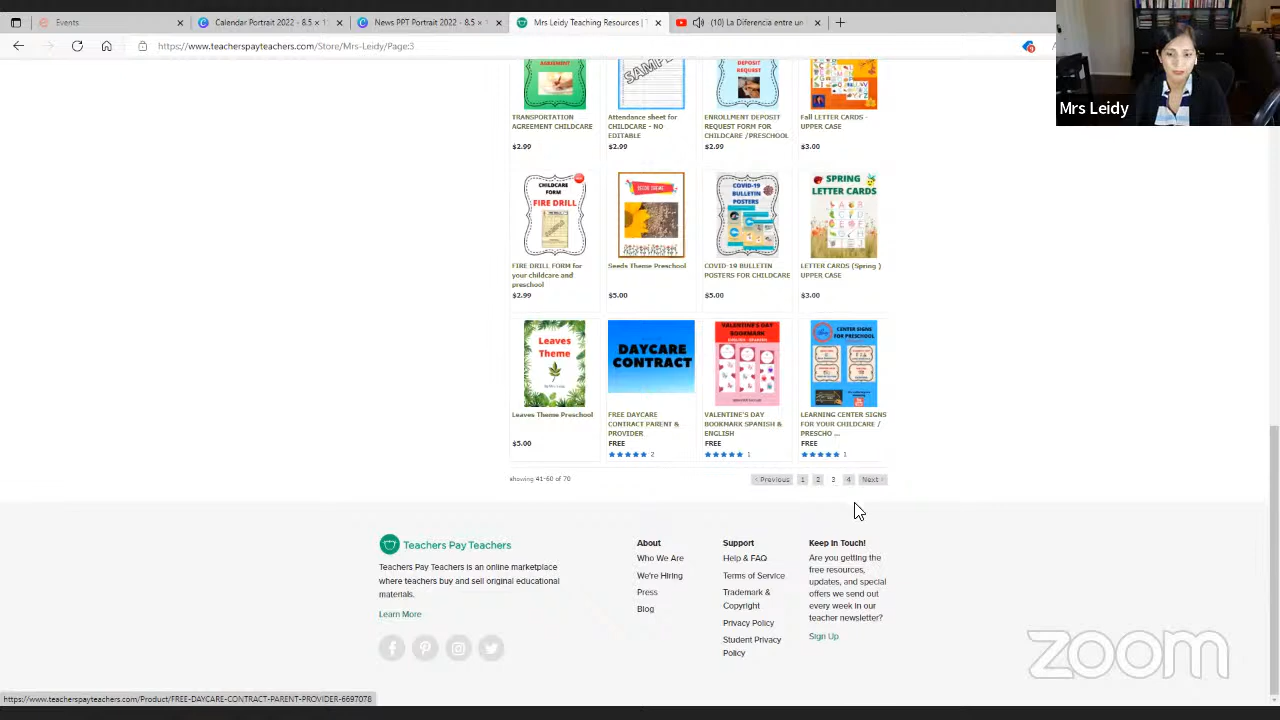 Events
Calendar Portrait 2022 - 8.5 × 1
News PPT Portrait
Mrs Leidy Teaching Resources | T
(10) La Diferencia entre un
https://www.teacherspayteachers.com/Store/Mrs-Leidy/Page:3
Mrs Leidy
AGREEMENT
SAMPLE
DEPOSIT
REQUEST
TRANSPORTATION
AGREEMENT CHILDCARE
$2.99
Attendance sheet for
CHILDCARE - NO
EDITABLE
$2.99
ENROLLMENT DEPOSIT
REQUEST FORM FOR
CHILDCARE /PRESCHOOL
$2.99
Fall LETTER CARDS -
UPPER CASE
$3.00
CHILDCARE
FORM
FIRE DRILL
SEEDS THEME
COVID-19
BULLETIN
POSTERS
SPRING
LETTER CARDS
FIRE DRILL FORM for
your childcare and
preschool
$2.99
Seeds Theme Preschool
$5.00
COVID-19 BULLETIN
POSTERS FOR CHILDCARE
$5.00
LETTER CARDS (Spring )
UPPER CASE
$3.00
Leaves
Theme
DAYCARE
CONTRACT
VALENTINE'S DAY
BOOKMARK
ENGLISH - SPANISH
CENTER SIGNS
FOR PRESCHOOL
Leaves Theme Preschool
$5.00
FREE DAYCARE
CONTRACT PARENT &
PROVIDER
FREE
2
VALENTINE'S DAY
BOOKMARK SPANISH &
ENGLISH
FREE
1
LEARNING CENTER SIGNS
FOR YOUR CHILDCARE /
PRESCHO ...
FREE
1
showing 41-60 of 70
‹ Previous 1 2 3 4 Next ›
Teachers Pay Teachers
Teachers Pay Teachers is an online marketplace
where teachers buy and sell original educational
materials.
Learn More
About
Who We Are
We're Hiring
Press
Blog
Support
Help & FAQ
Terms of Service
Trademark &
Copyright
Privacy Policy
Student Privacy
Policy
Keep in Touch!
Are you getting the
free resources,
updates, and special
offers we send out
every week in our
teacher newsletter?
Sign Up
zoom
https://www.teacherspayteachers.com/Product/FREE-DAYCARE-CONTRACT-PARENT-PROVIDER-6697078